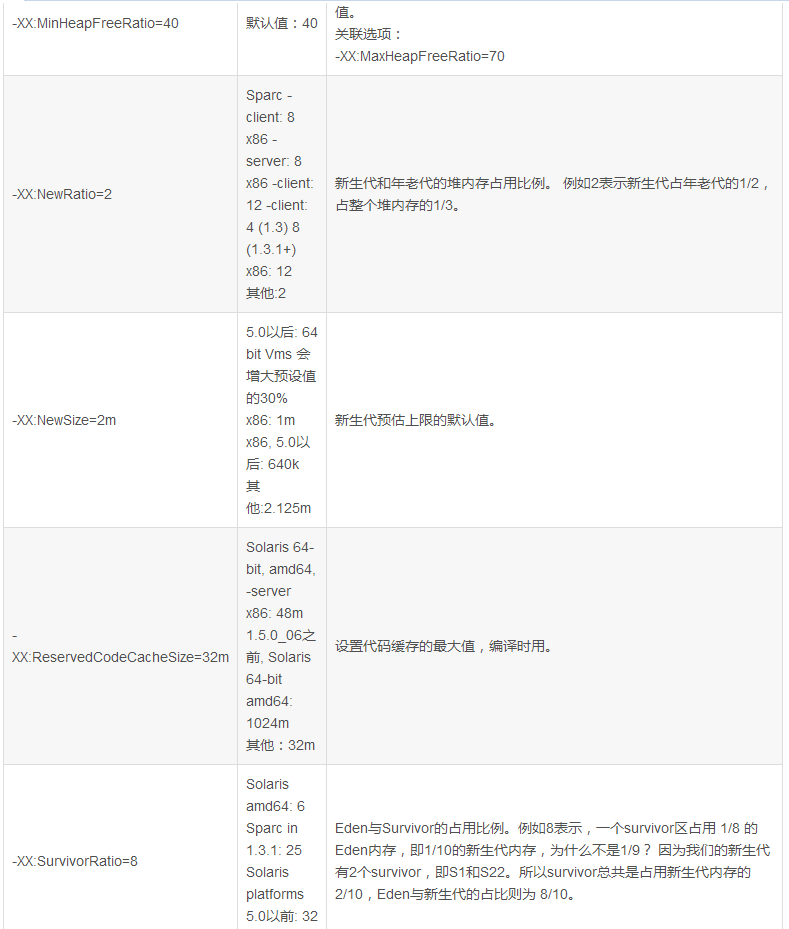 -XX:MinHeapFreeRatio=40
默认值：40
值。
关联选项：
-XX:MaxHeapFreeRatio=70
-XX:NewRatio=2
Sparc -
client: 8
x86 -
server: 8
x86 -client:
12 -client:
4 (1.3) 8
(1.3.1+)
x86: 12
其他:2
新生代和年老代的堆内存占用比例。 例如2表示新生代占年老代的1/2，
占整个堆内存的1/3。
-XX:NewSize=2m
5.0以后: 64
bit Vms 会
增大预设值
的30%
x86: 1m
x86, 5.0以
后: 640k
其
他:2.125m
新生代预估上限的默认值。
-
XX:ReservedCodeCacheSize=32m
Solaris 64-
bit, amd64,
-server
x86: 48m
1.5.0_06之
前, Solaris
64-bit
amd64:
1024m
其他：32m
设置代码缓存的最大值，编译时用。
-XX:SurvivorRatio=8
Solaris
amd64: 6
Sparc in
1.3.1: 25
Solaris
platforms
5.0以前: 32
Eden与Survivor的占用比例。例如8表示，一个survivor区占用 1/8 的
Eden内存，即1/10的新生代内存，为什么不是1/9？ 因为我们的新生代
有2个survivor，即S1和S22。所以survivor总共是占用新生代内存的
2/10，Eden与新生代的占比则为 8/10。